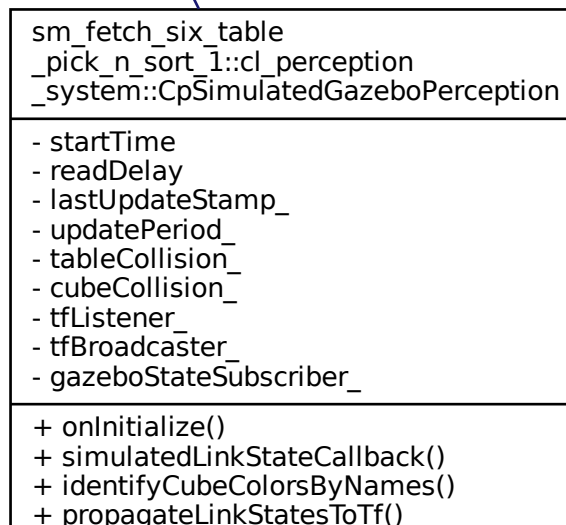 sm_fetch_six_table
_pick_n_sort_1::cl_perception
_system::CpSimulatedGazeboPerception
- startTime
- readDelay
- lastUpdateStamp_
- updatePeriod_
- tableCollision_
- cubeCollision_
- tfListener_
- tfBroadcaster_
- gazeboStateSubscriber_
+ onInitialize()
+ simulatedLinkStateCallback()
+ identifyCubeColorsByNames()
+ propagateLinkStatesToTf()